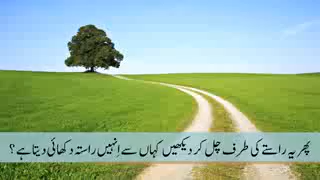 پھر یہ راستے کی طرف چل کر دیکھیں کہاں سے انہیں راستہ دکھائی دیتا ہے؟